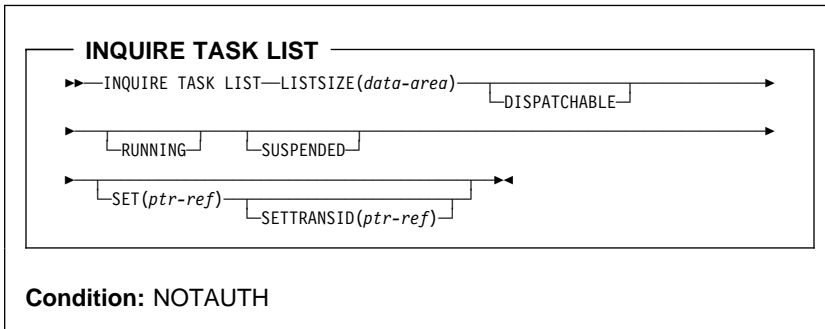 INQUIRE TASK LIST
INQUIRE TASK LIST LISTSIZE(data-area) DISPATCHABLE
RUNNING SUSPENDED
SET(ptr-ref) SETTRANSID(ptr-ref)
Condition: NOTAUTH